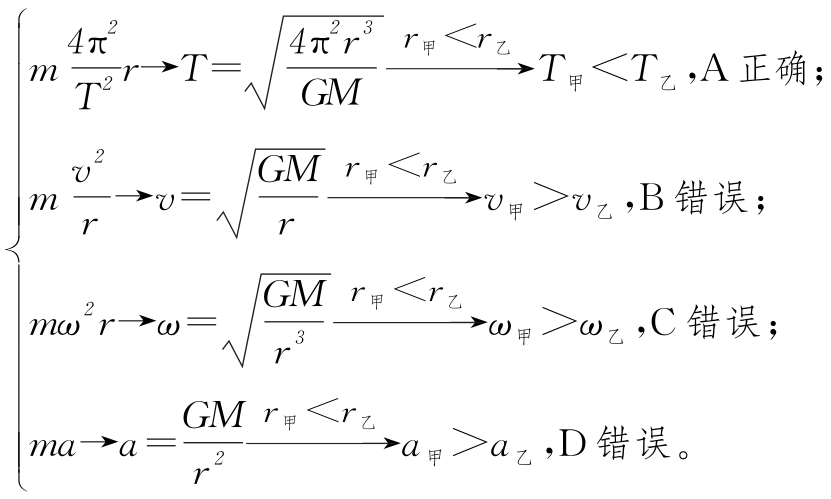 m 4π²/T² r→T=√(4π²r³/GM) r甲<r乙→T甲<T乙,A 正确;
m v²/r→v=√(GM/r) r甲<r乙→v甲>v乙,B 错误;
mω²r→ω=√(GM/r³) r甲<r乙→ω甲>ω乙,C 错误;
ma→a=GM/r² r甲<r乙→a甲>a乙,D 错误。